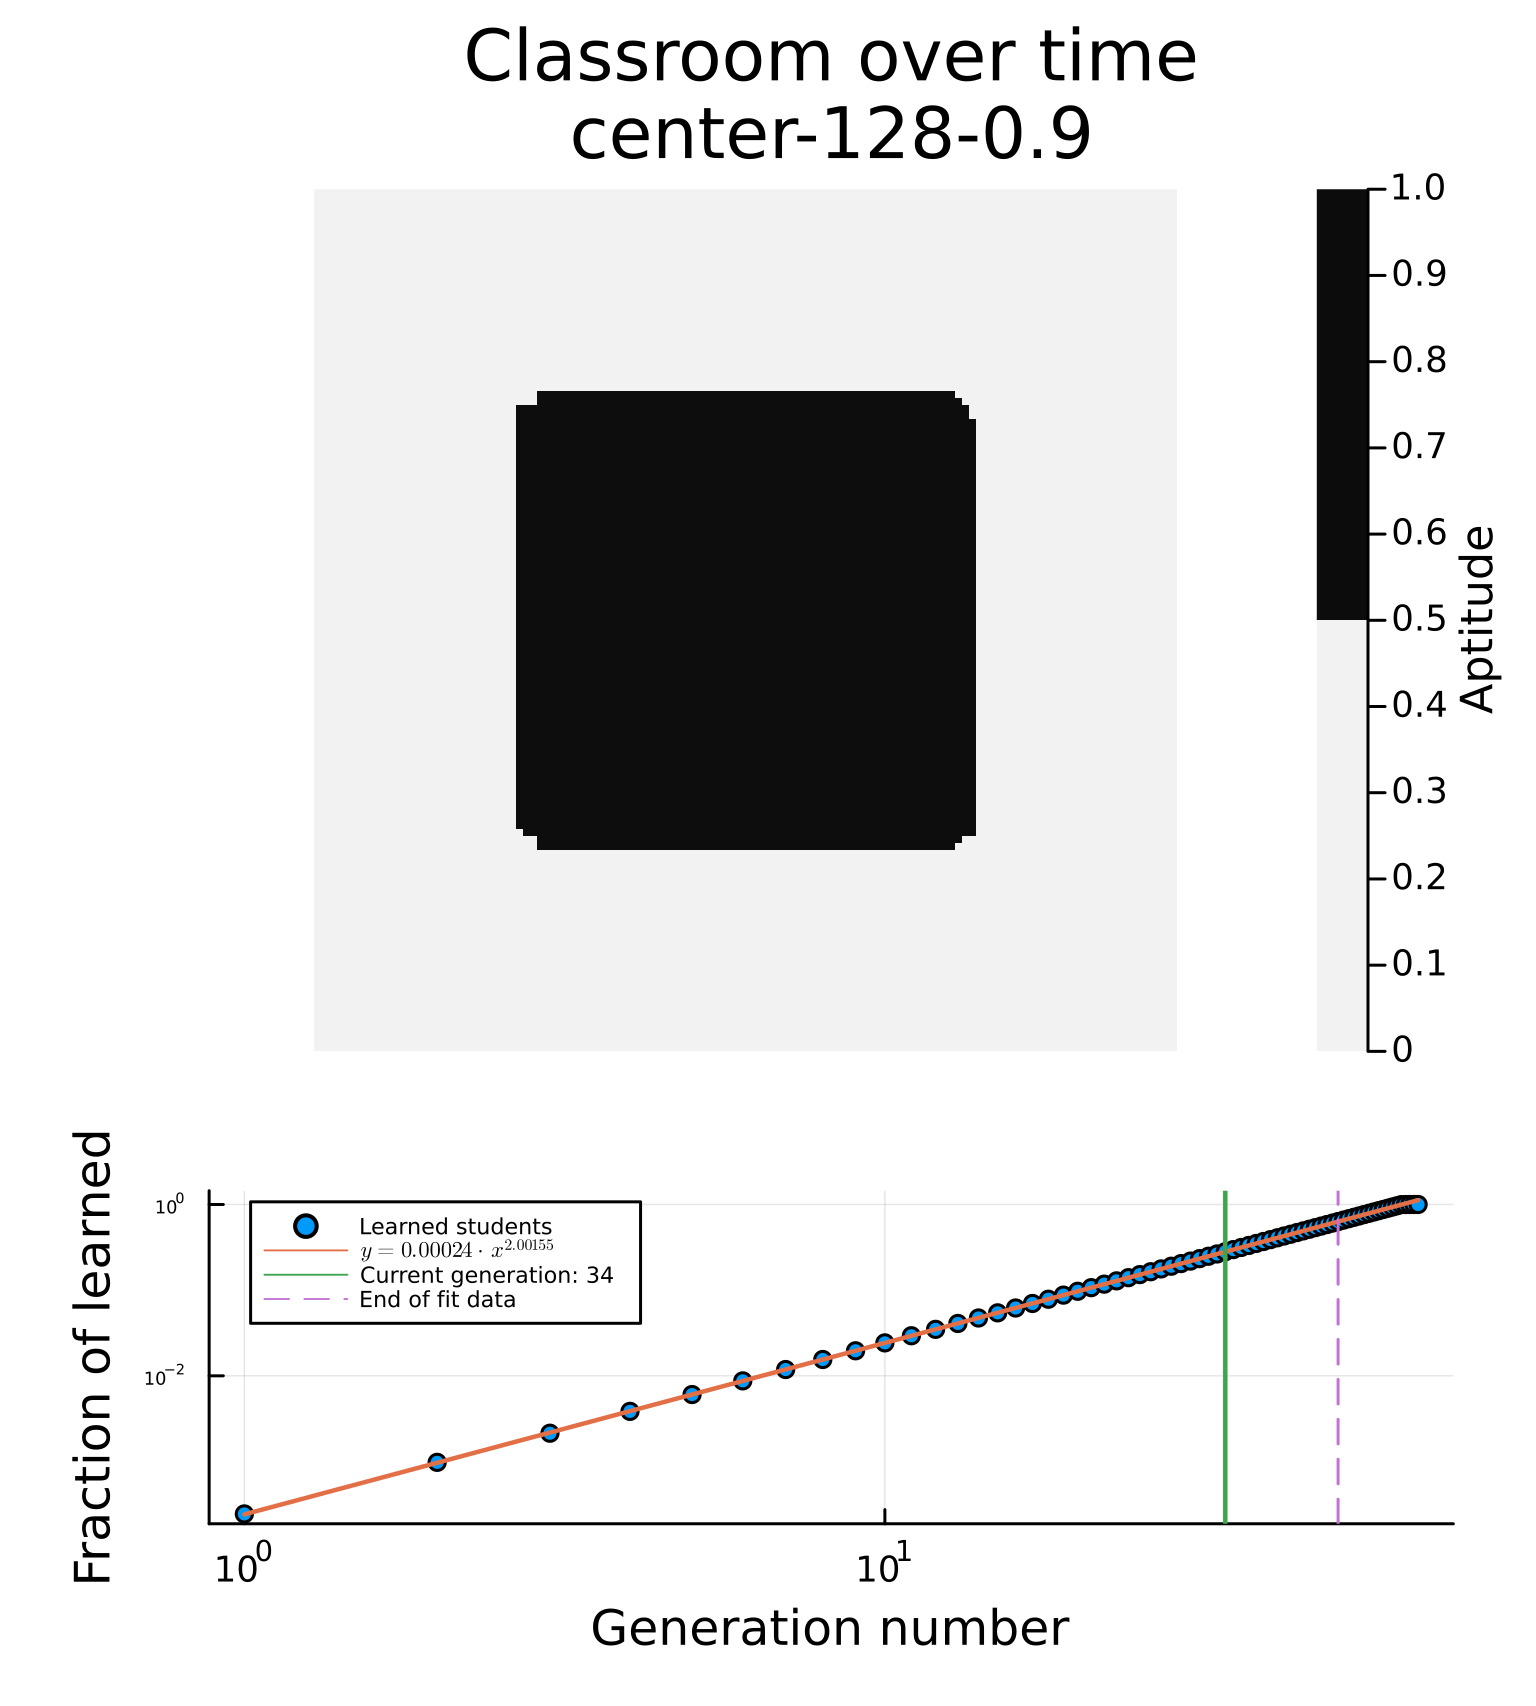 Classroom over time
center-128-0.9
1.0
0.9
0.8
0.7
0.6
0.5
0.4
0.3
0.2
0.1
0
Aptitude
Fraction of learned
10⁰
10⁻²
Learned students
y = 0.00024 · x^2.00155
Current generation: 34
End of fit data
10⁰
10¹
Generation number